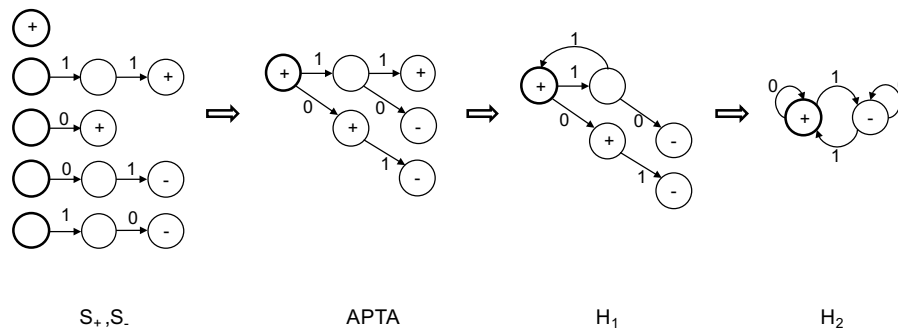 +
1 1 +
0 +
0 1 -
1 0 -
S₊,S₋
+ 1 1 +
0 0
+ -
1
-
APTA
1
+ 1
0 0
+ -
1
-
H₁
0 1
+ -
1
H₂